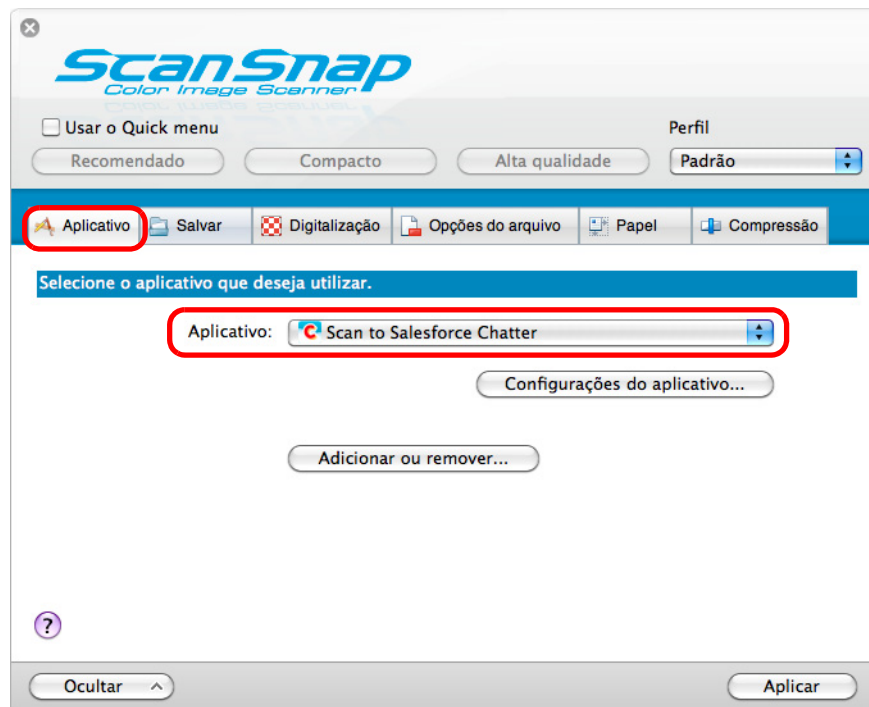 ScanSnap
Color Image Scanner
Usar o Quick menu
Perfil
Recomendado Compacto Alta qualidade Padrão
Aplicativo Salvar Digitalização Opções do arquivo Papel Compressão
Selecione o aplicativo que deseja utilizar.
Aplicativo: Scan to Salesforce Chatter
Configurações do aplicativo...
Adicionar ou remover...
?
Ocultar Aplicar